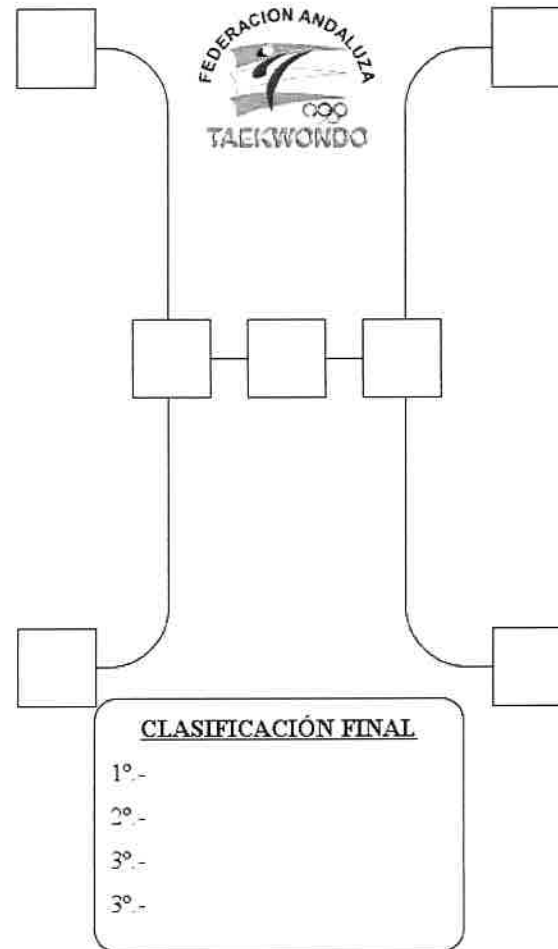 FEDERACION ANDALUZA
TAEKWONDO
CLASIFICACIÓN FINAL
1º.-
2º.-
3º.-
3º.-